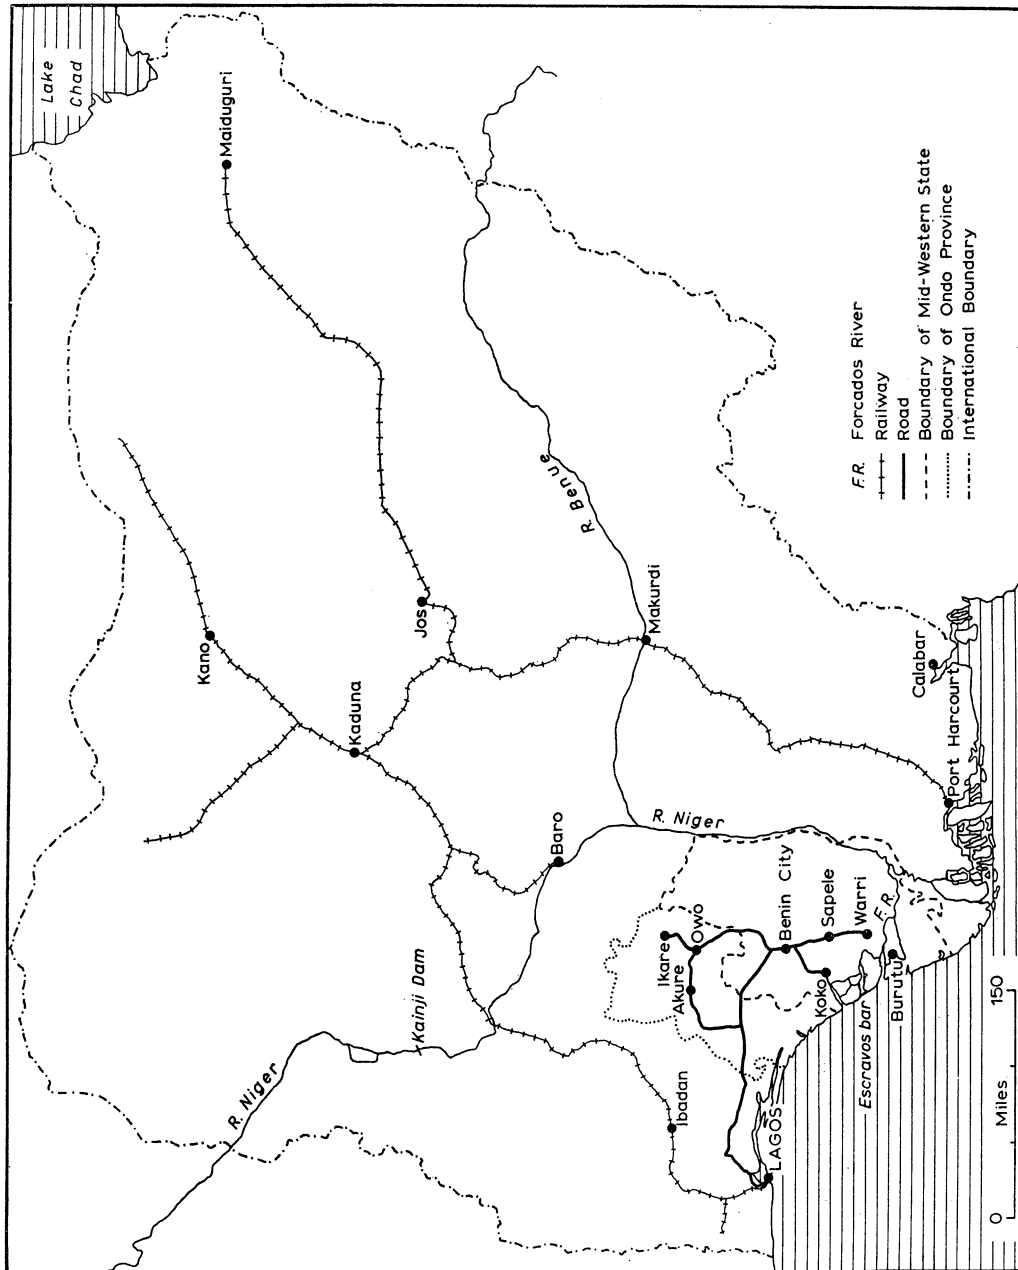 Lake
Chad
Maiduguri
Kano
Jos
Kaduna
R. Benue
Makurdi
Baro
R. Niger
Kainji Dam
R. Niger
Ibadan
LAGOS
Ikare
Owo
Akure
Benin City
Sapele
Warri
Koko
F.R.
Burutu
Escravos bar
Calabar
Port Harcourt
F.R. Forcados River
Railway
Road
Boundary of Mid-Western State
Boundary of Ondo Province
International Boundary
0 Miles 150